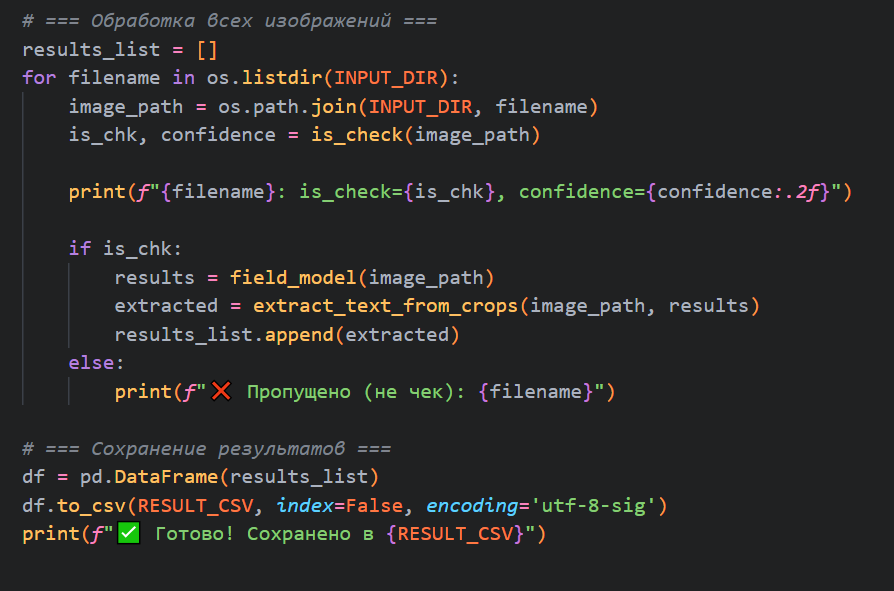 # === Обработка всех изображений ===
results_list = []
for filename in os.listdir(INPUT_DIR):
    image_path = os.path.join(INPUT_DIR, filename)
    is_chk, confidence = is_check(image_path)

    print(f"{filename}: is_check={is_chk}, confidence={confidence:.2f}")

    if is_chk:
        results = field_model(image_path)
        extracted = extract_text_from_crops(image_path, results)
        results_list.append(extracted)
    else:
        print(f"❌ Пропущено (не чек): {filename}")

# === Сохранение результатов ===
df = pd.DataFrame(results_list)
df.to_csv(RESULT_CSV, index=False, encoding='utf-8-sig')
print(f"✅ Готово! Сохранено в {RESULT_CSV}")